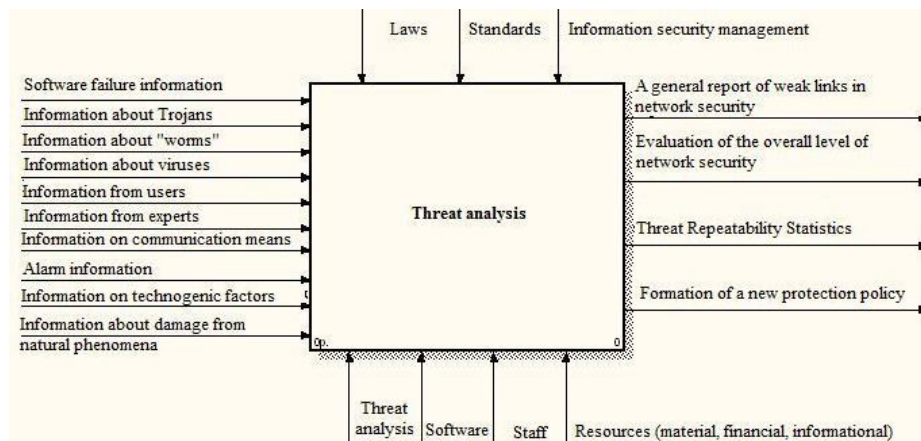 Laws
Standards
Information security management
Software failure information
Information about Trojans
Information about "worms"
Information about viruses
Information from users
Information from experts
Information on communication means
Alarm information
Information on technogenic factors
Information about damage from
natural phenomena
Threat analysis
0p.
0
A general report of weak links in
network security
Evaluation of the overall level of
network security
Threat Repeatability Statistics
Formation of a new protection policy
Threat
analysis
Software
Staff
Resources (material, financial, informational)